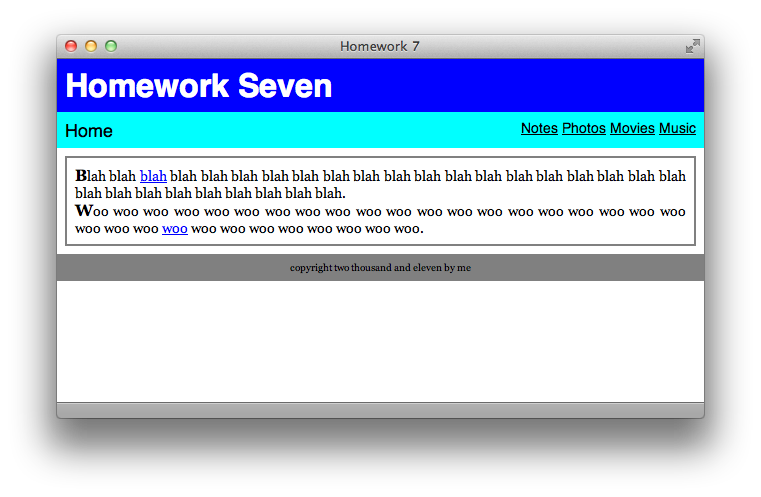 Homework 7
Homework Seven
Home Notes Photos Movies Music
Blah blah blah blah blah blah blah blah blah blah blah blah blah blah blah blah blah blah blah blah
blah blah blah blah blah blah blah blah blah.
Woo woo woo woo woo woo woo woo woo woo woo woo woo woo woo woo woo woo woo woo
woo woo woo woo woo woo woo woo woo woo woo woo.
copyright two thousand and eleven by me